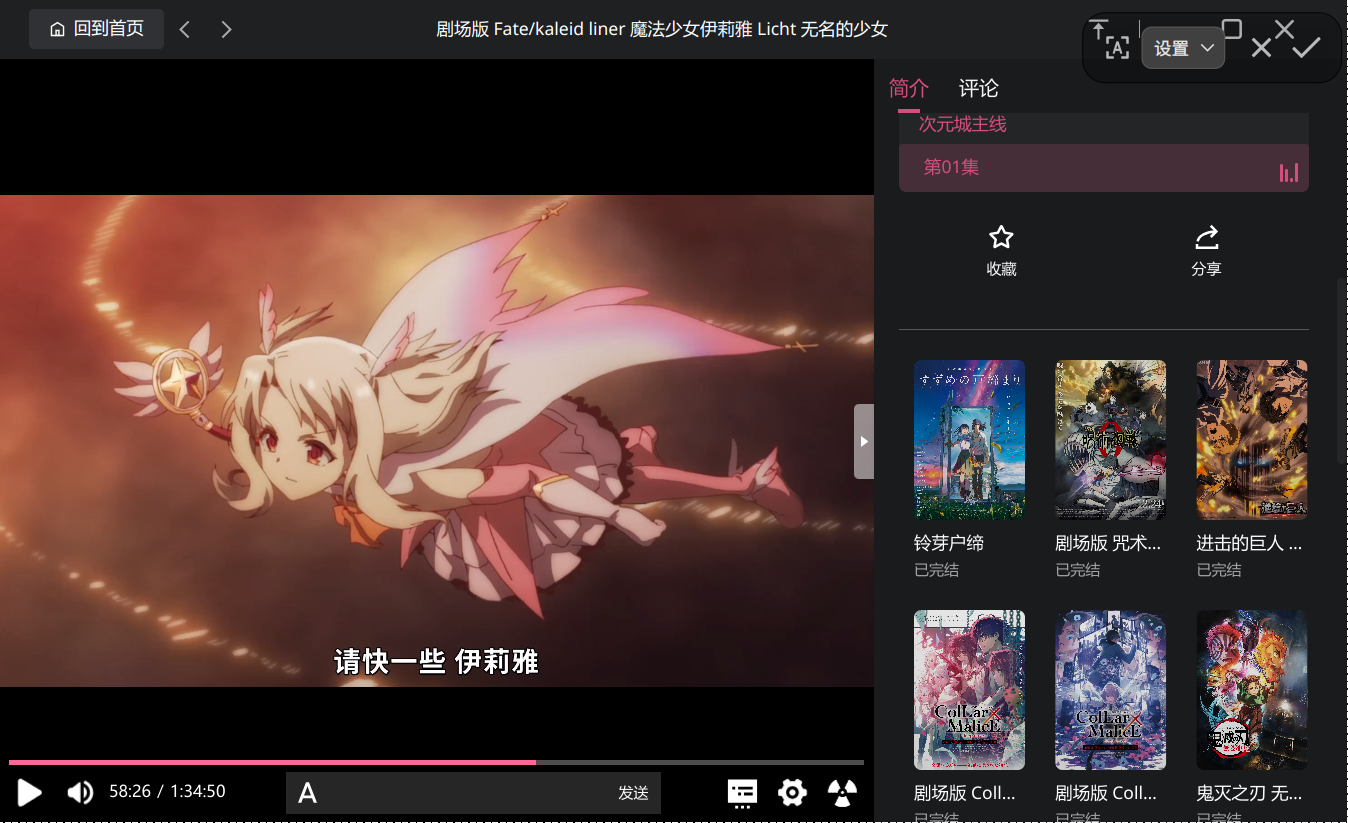 回到首页
剧场版 Fate/kaleid liner 魔法少女伊莉雅 Licht 无名的少女
设置
简介 评论
次元城主线
第01集
收藏 分享
すずめの戸締まり
CoLLar×MaliceE
CoLLar×MaliceE
铃芽户缔 剧场版 咒术... 进击的巨人 ...
已完结 已完结 已完结
请快一些 伊莉雅
58:26 / 1:34:50
A
发送
剧场版 Coll... 剧场版 Coll... 鬼灭之刃 无...
已完结 已完结 已完结